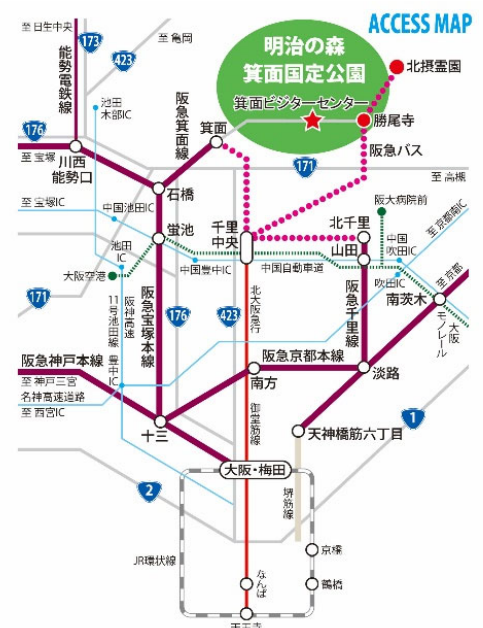 ACCESS MAP
至日生中央
173
423
至亀岡
能勢電鉄線
明治の森
箕面国定公園
箕面ビジターセンター
北摂霊園
勝尾寺
池田
木部IC
阪急箕面線
箕面
阪急バス
176
川西
能勢口
171
至宝塚
石橋
至高槻
至宝塚IC
中国池田IC
阪大病院前
千里
中央
北千里
至京都南IC
蛍池
山田
中国
吹田IC
池田
IC
中国豊中IC
中国自動車道
吹田IC
至京都
大阪空港
南茨木
171
阪神高速
11号池田線
豊中IC
阪急宝塚本線
176
423
北大阪急行
阪急千里線
大阪
モノレール
阪急神戸本線
阪急京都本線
至神戸三宮
南方
淡路
名神高速道路
至西宮IC
御堂筋線
1
十三
天神橋筋六丁目
2
大阪・梅田
堺筋線
JR環状線
京橋
なんば
鶴橋
天王寺